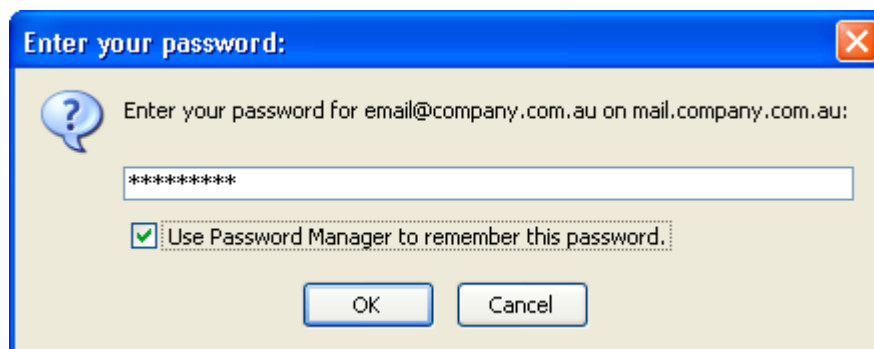 Enter your password:
Enter your password for email@company.com.au on mail.company.com.au:
*********
Use Password Manager to remember this password.
OK
Cancel